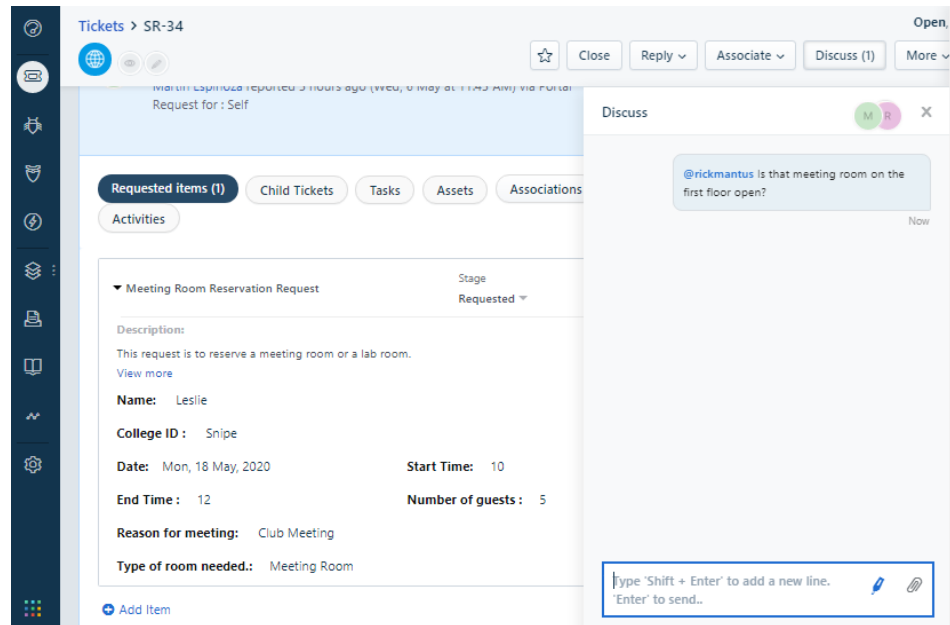 Tickets > SR-34
Open,
Close
Reply
Associate
Discuss (1)
More
Martin Espinoza reported 5 hours ago (Wed, 6 May at 11:45 AM) via Portal
Request for : Self
Requested items (1)
Child Tickets
Tasks
Assets
Associations
Activities
Meeting Room Reservation Request
Stage
Requested
Description:
This request is to reserve a meeting room or a lab room.
View more
Name: Leslie
College ID : Snipe
Date: Mon, 18 May, 2020
Start Time: 10
End Time : 12
Number of guests : 5
Reason for meeting: Club Meeting
Type of room needed.: Meeting Room
Add Item
Discuss
M
R
@rickmantus Is that meeting room on the
first floor open?
Now
Type 'Shift + Enter' to add a new line.
'Enter' to send..